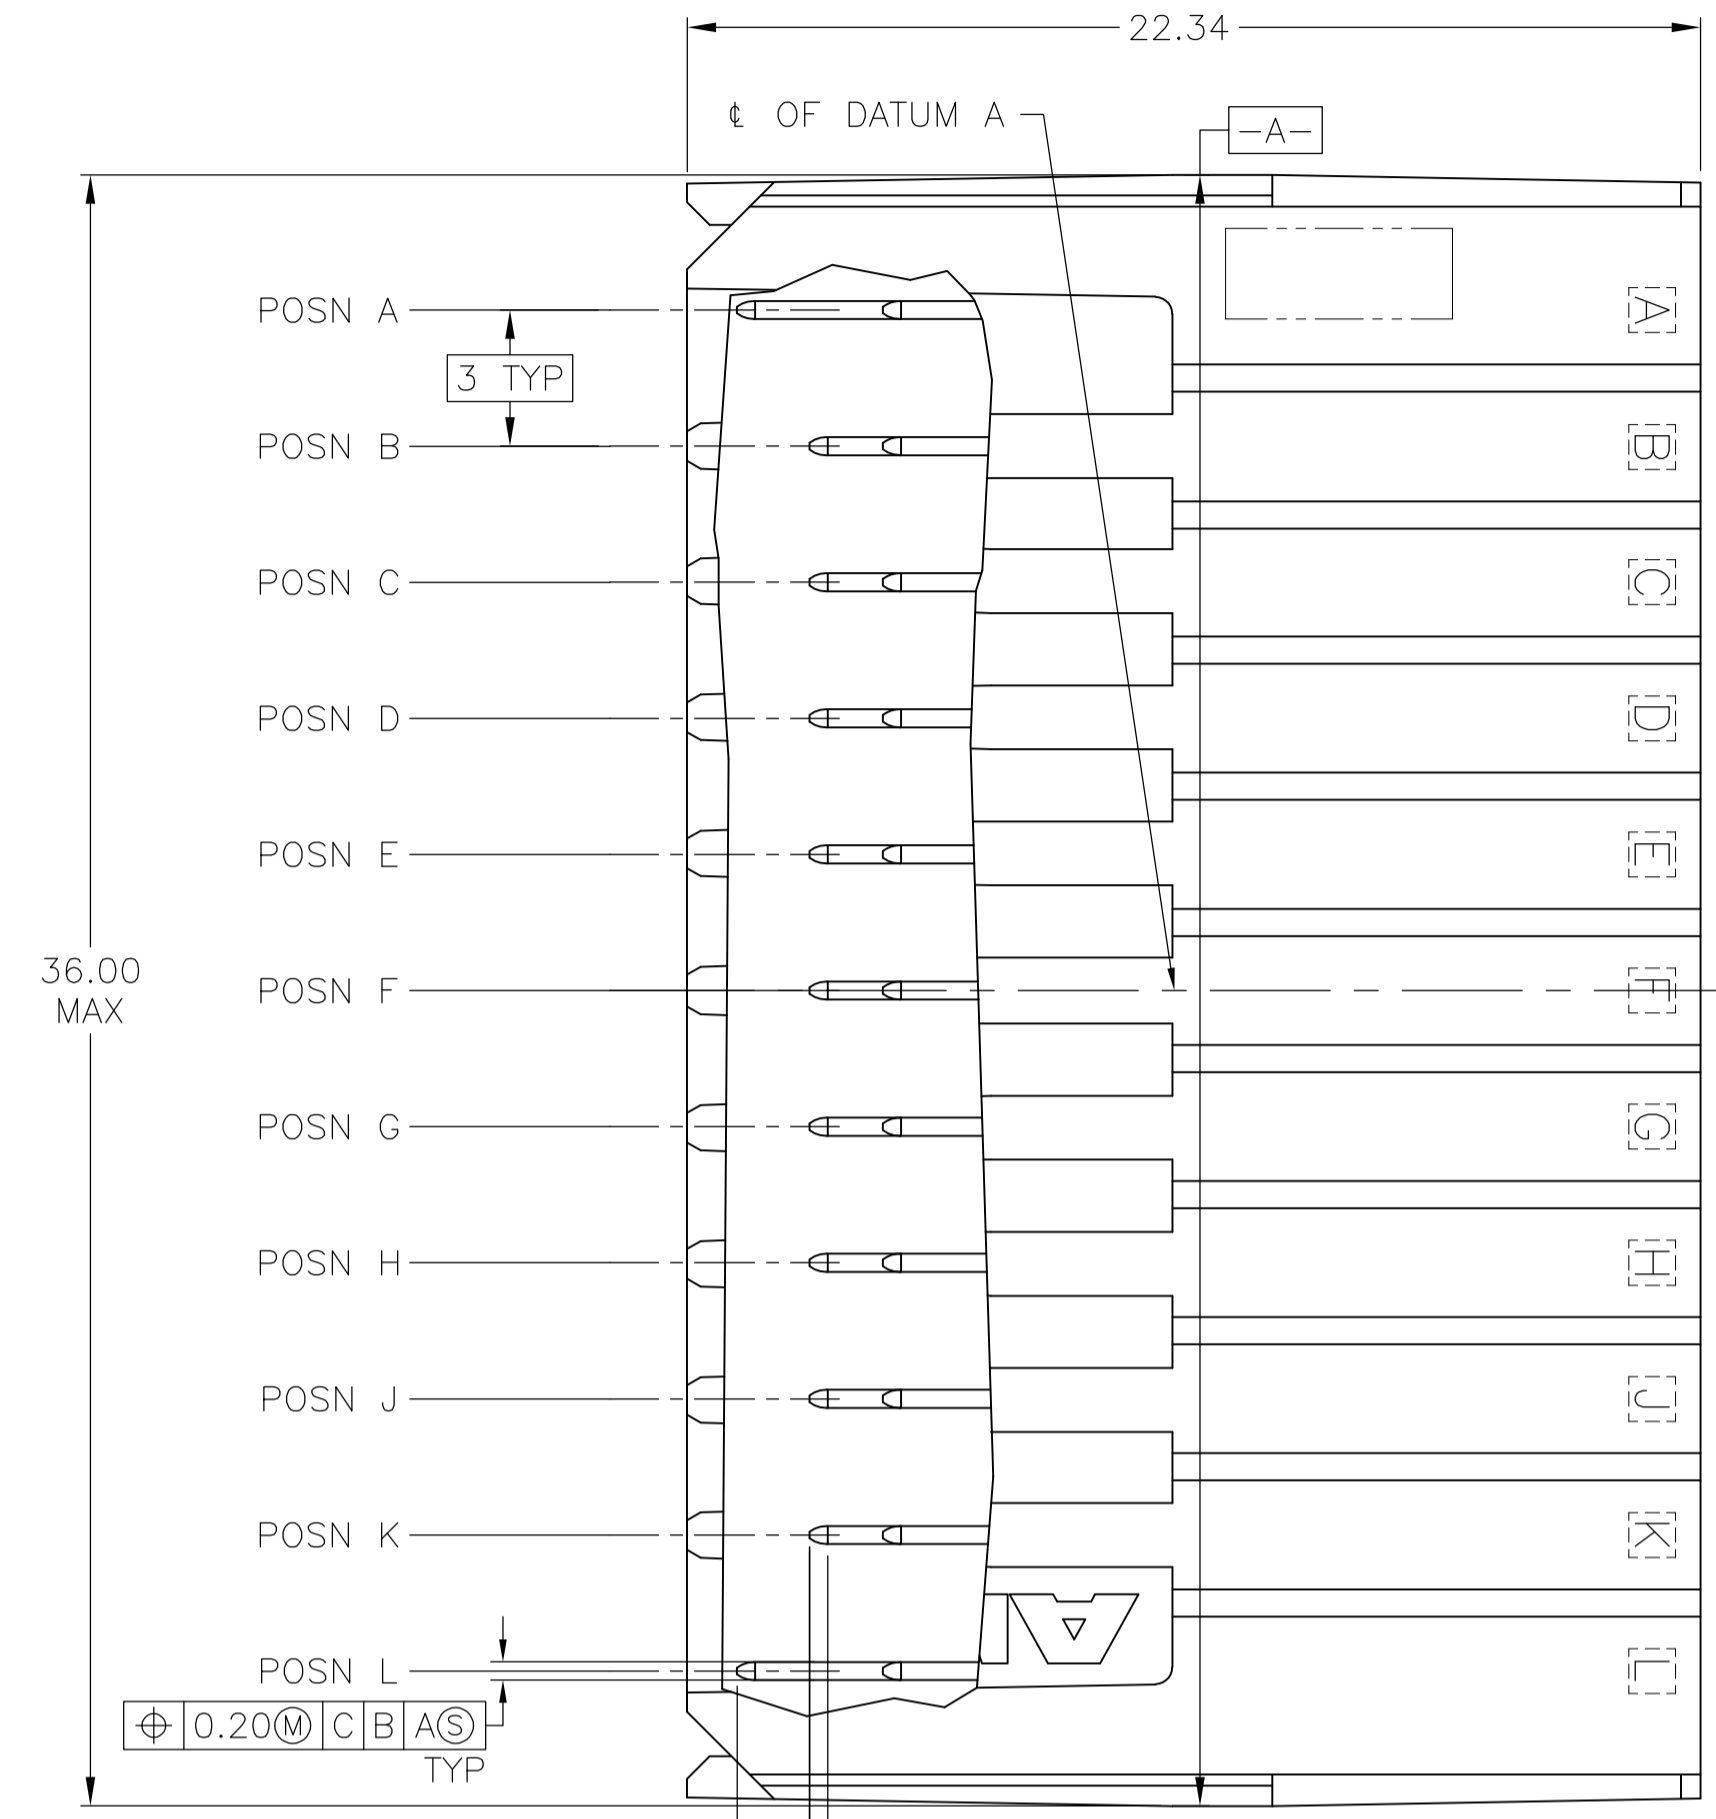 22.34
℄ OF DATUM A
-A-
POSN A
A
3 TYP
POSN B
B
POSN C
C
POSN D
D
POSN E
E
36.00
MAX
POSN F
F
POSN G
G
POSN H
H
POSN J
J
POSN K
K
A
POSN L
L
⌖ 0.20Ⓜ C B AⓈ
TYP